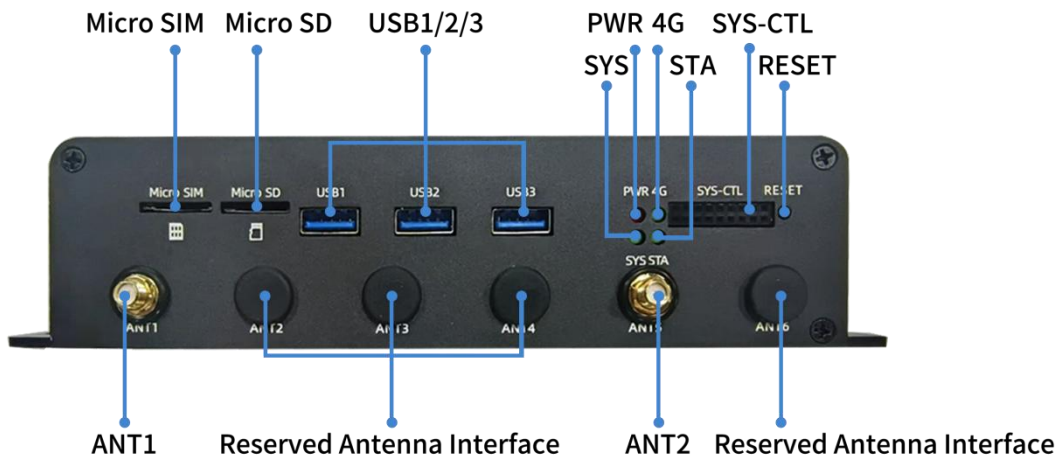 Micro SIM Micro SD USB1/2/3 PWR 4G SYS-CTL
SYS STA RESET
Micro SIM Micro SD USB1 USB2 USB3 PWR 4G SYS-CTL RESET
SYS STA
ANT1 ANT2 ANT3 ANT4 ANT5 ANT6
ANT1 Reserved Antenna Interface ANT2 Reserved Antenna Interface